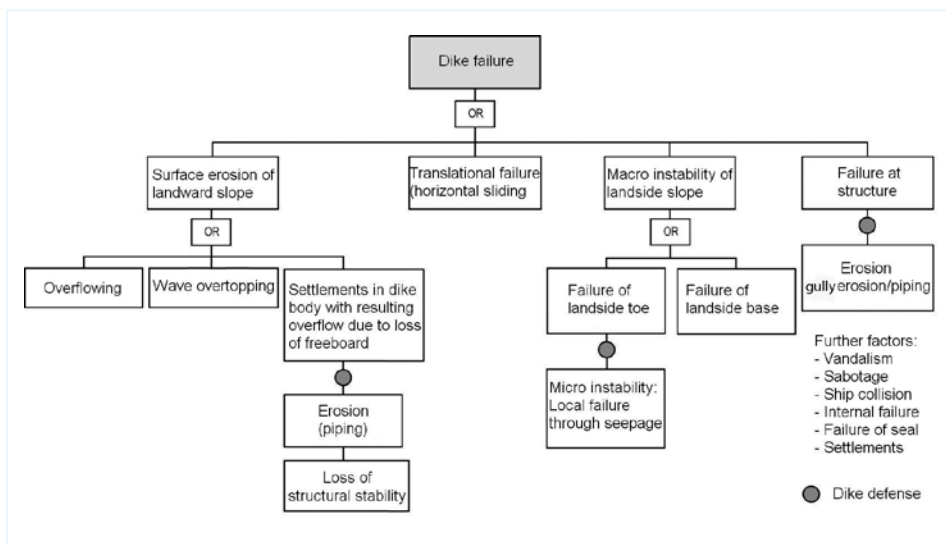 Dike failure
OR
Surface erosion of
landward slope
Translational failure
(horizontal sliding
Macro instability of
landside slope
Failure at
structure
OR
OR
Overflowing
Wave overtopping
Settlements in dike
body with resulting
overflow due to loss
of freeboard
Failure of
landside toe
Failure of
landside base
Erosion
gullyerosion/piping
Erosion
(piping)
Loss of
structural stability
Micro instability:
Local failure
through seepage
Further factors:
- Vandalism
- Sabotage
- Ship collision
- Internal failure
- Failure of seal
- Settlements
Dike defense